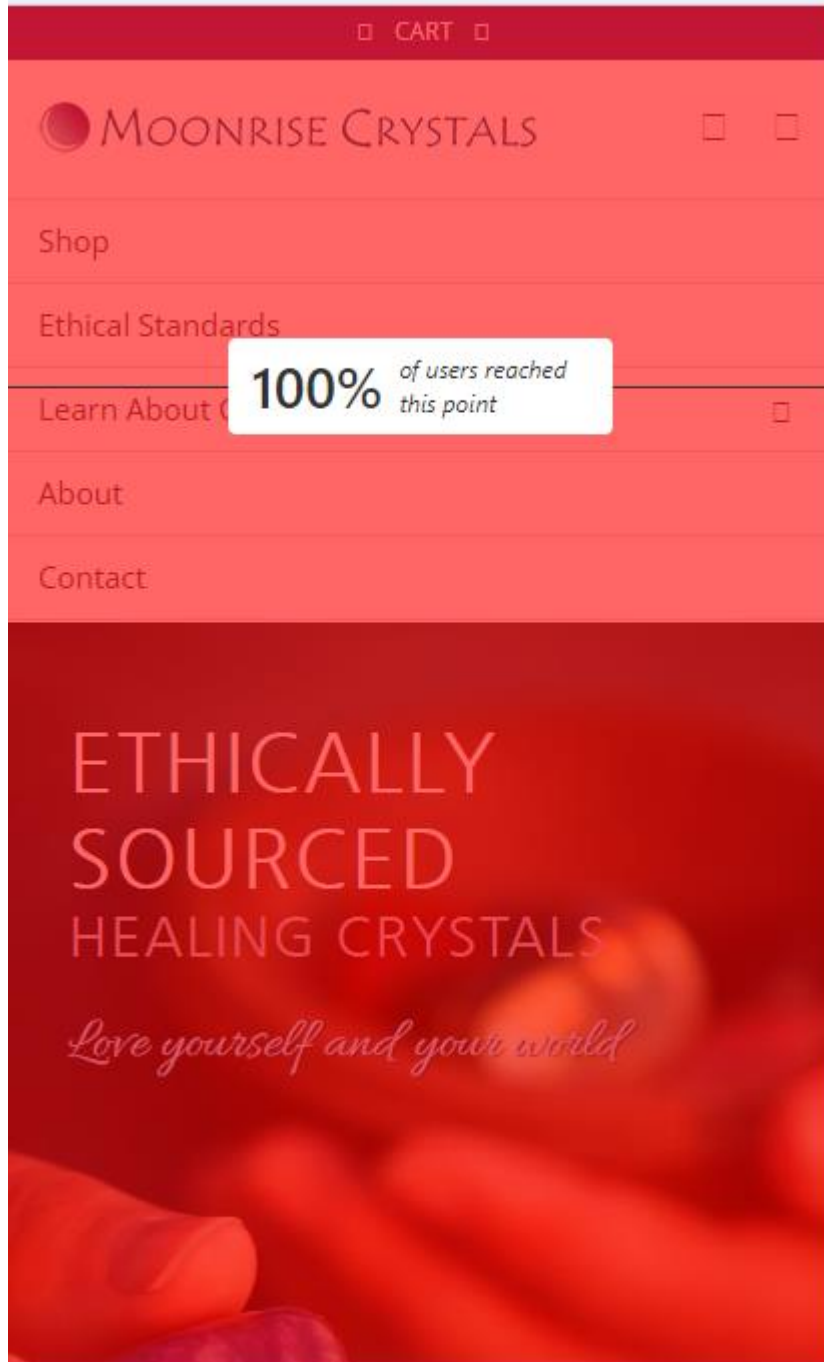 CART
MOONRISE CRYSTALS
Shop
Ethical Standards
100% of users reached
this point
Learn About
About
Contact
ETHICALLY
SOURCED
HEALING CRYSTALS
Love yourself and your world